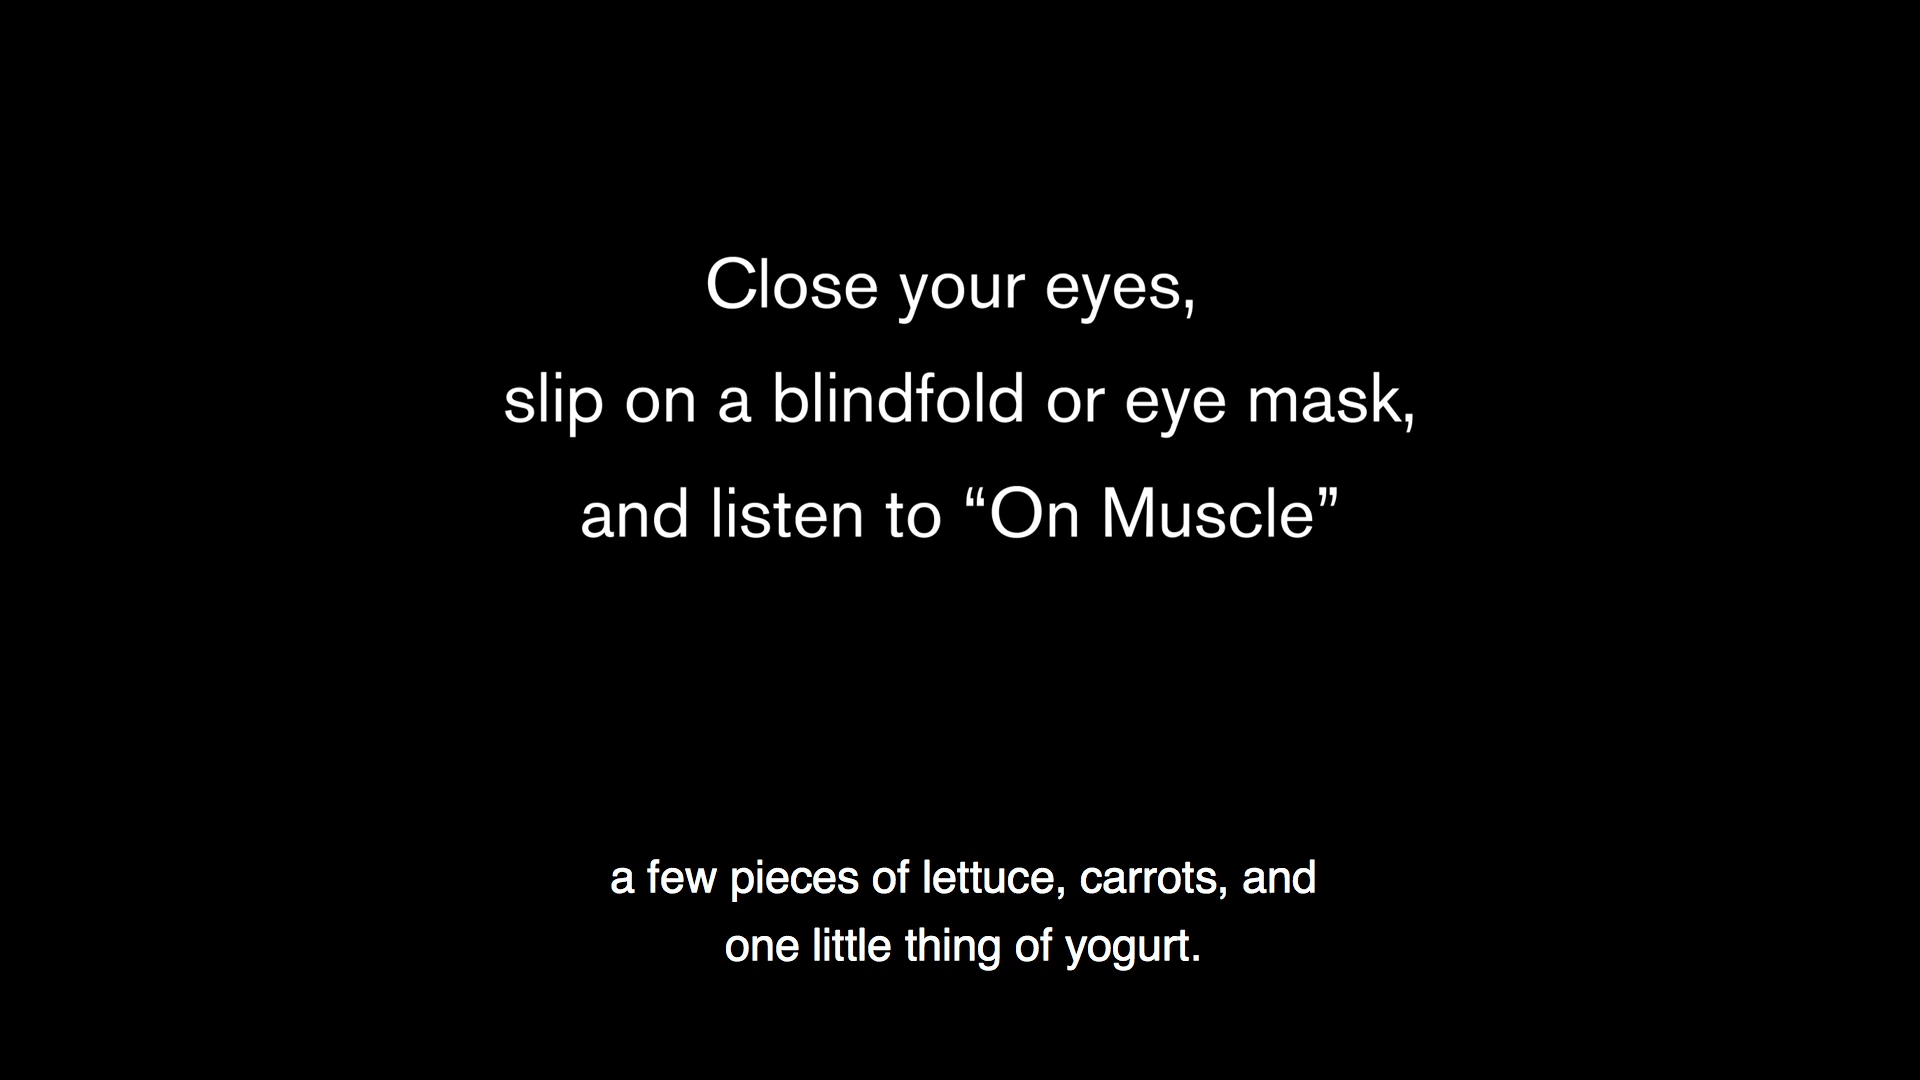 Close your eyes,
slip on a blindfold or eye mask,
and listen to “On Muscle”
a few pieces of lettuce, carrots, and
one little thing of yogurt.